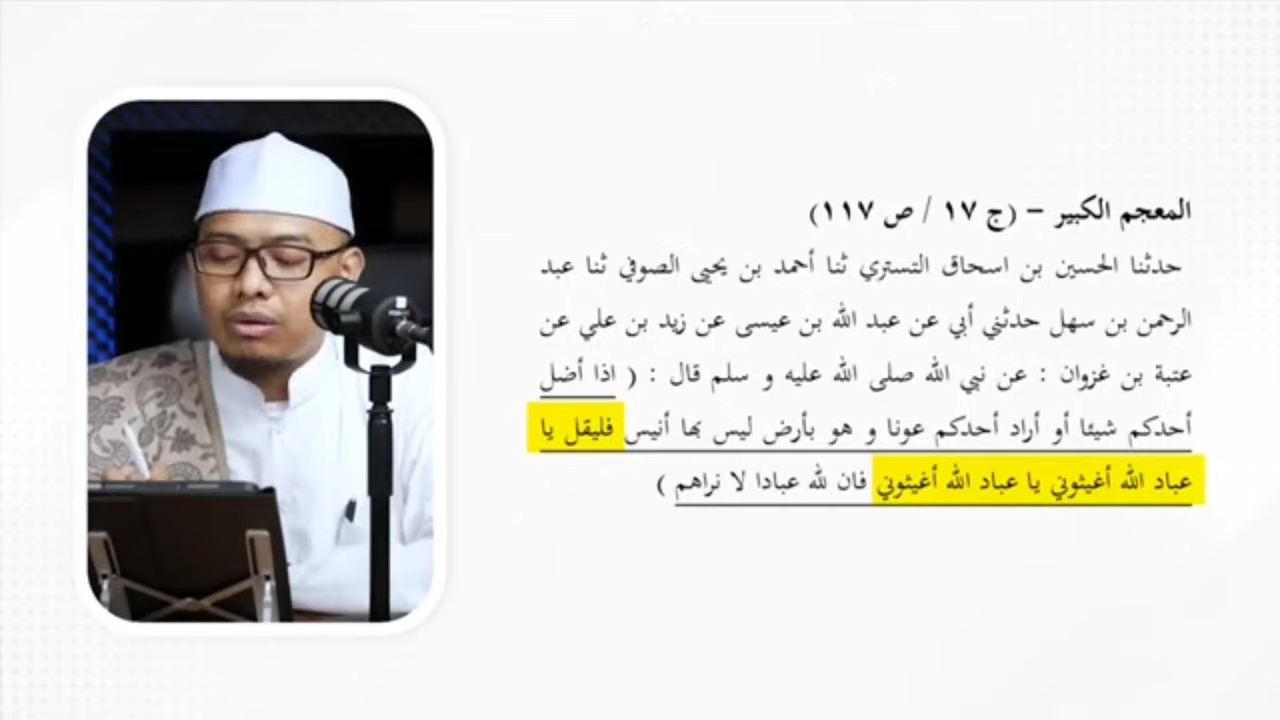 المعجم الكبير – (ج ١٧ / ص ١١٧)
حدثنا الحسين بن اسحاق التستري ثنا أحمد بن يحيى الصوفي ثنا عبد
الرحمن بن سهل حدثني أبي عن عبد الله بن عيسى عن زيد بن علي عن
عتبة بن غزوان : عن نبي الله صلى الله عليه و سلم قال : ( اذا أضل
أحدكم شيئا أو أراد أحدكم عونا و هو بأرض ليس بها أنيس فليقل يا
عباد الله أغيثوني يا عباد الله أغيثوني فان لله عبادا لا نراهم )